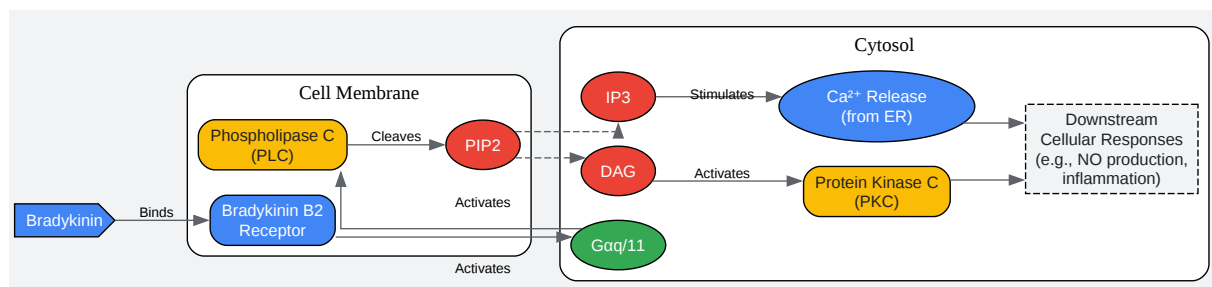 Cytosol
Cell Membrane
IP3
Stimulates
Ca²⁺ Release
(from ER)
Downstream
Cellular Responses
(e.g., NO production,
inflammation)
Phospholipase C
(PLC)
Cleaves
PIP2
DAG
Activates
Protein Kinase C
(PKC)
Bradykinin
Binds
Bradykinin B2
Receptor
Activates
Gαq/11
Activates